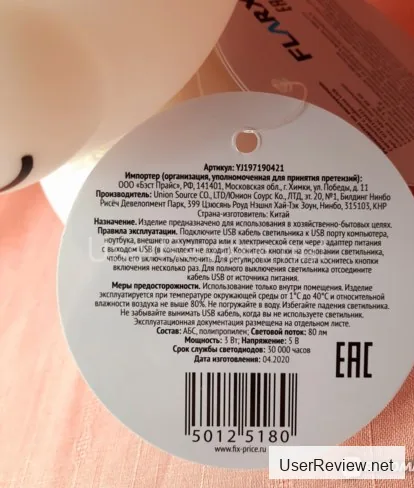 FLARX
EAC
Артикул: YJ197190421
Импортер (организация, уполномоченная для принятия претензий):
ООО «Бэст Прайс», РФ, 141401, Московская обл., г. Химки, ул. Победы, д. 11
Union Source CO., LTD/Юнион Соурс Ко., ЛТД, эт. 20, №1, Билдинг Нинбо
Рисёч Девелопмент Парк, 399 Цзюсянь Роуд Нэшнл Хай-Тэк Зоун, Нинбо, 315103, КНР
Страна-изготовитель: Китай
Назначение. Изделие предназначено для использования в хозяйственно-бытовых целях.
Правила эксплуатации. Подключите USB кабель светильника к USB порту компьютера,
ноутбука, внешнего аккумулятора или к электрической сети через адаптер питания
с выходом USB (в комплект не входит). Коснитесь кнопки на основании светильника,
чтобы его включить/выключить. Для регулировки яркости света коснитесь кнопки
включения несколько раз. Для полного выключения отсоедините
кабель USB от источника питания.
Меры предосторожности. Использование только внутри помещения. Изделие
эксплуатируется при температуре окружающей среды от 1°С до 40°С и относительной
влажности воздуха не выше 80%. Не погружайте в воду. Избегайте падения светильника.
Не забывайте вынимать USB кабель, когда вы не используете светильник.
Эксплуатационная документация размещена на отдельном листе.
Состав: АБС, полипропилен; Световой поток: 80 лм
Мощность: 3 Вт; Напряжение: 5 В
Срок службы светодиодов: 30 000 часов
Дата изготовления: 04.2020
EAC
5012 5180
www.fix-price.ru
UserReview.net